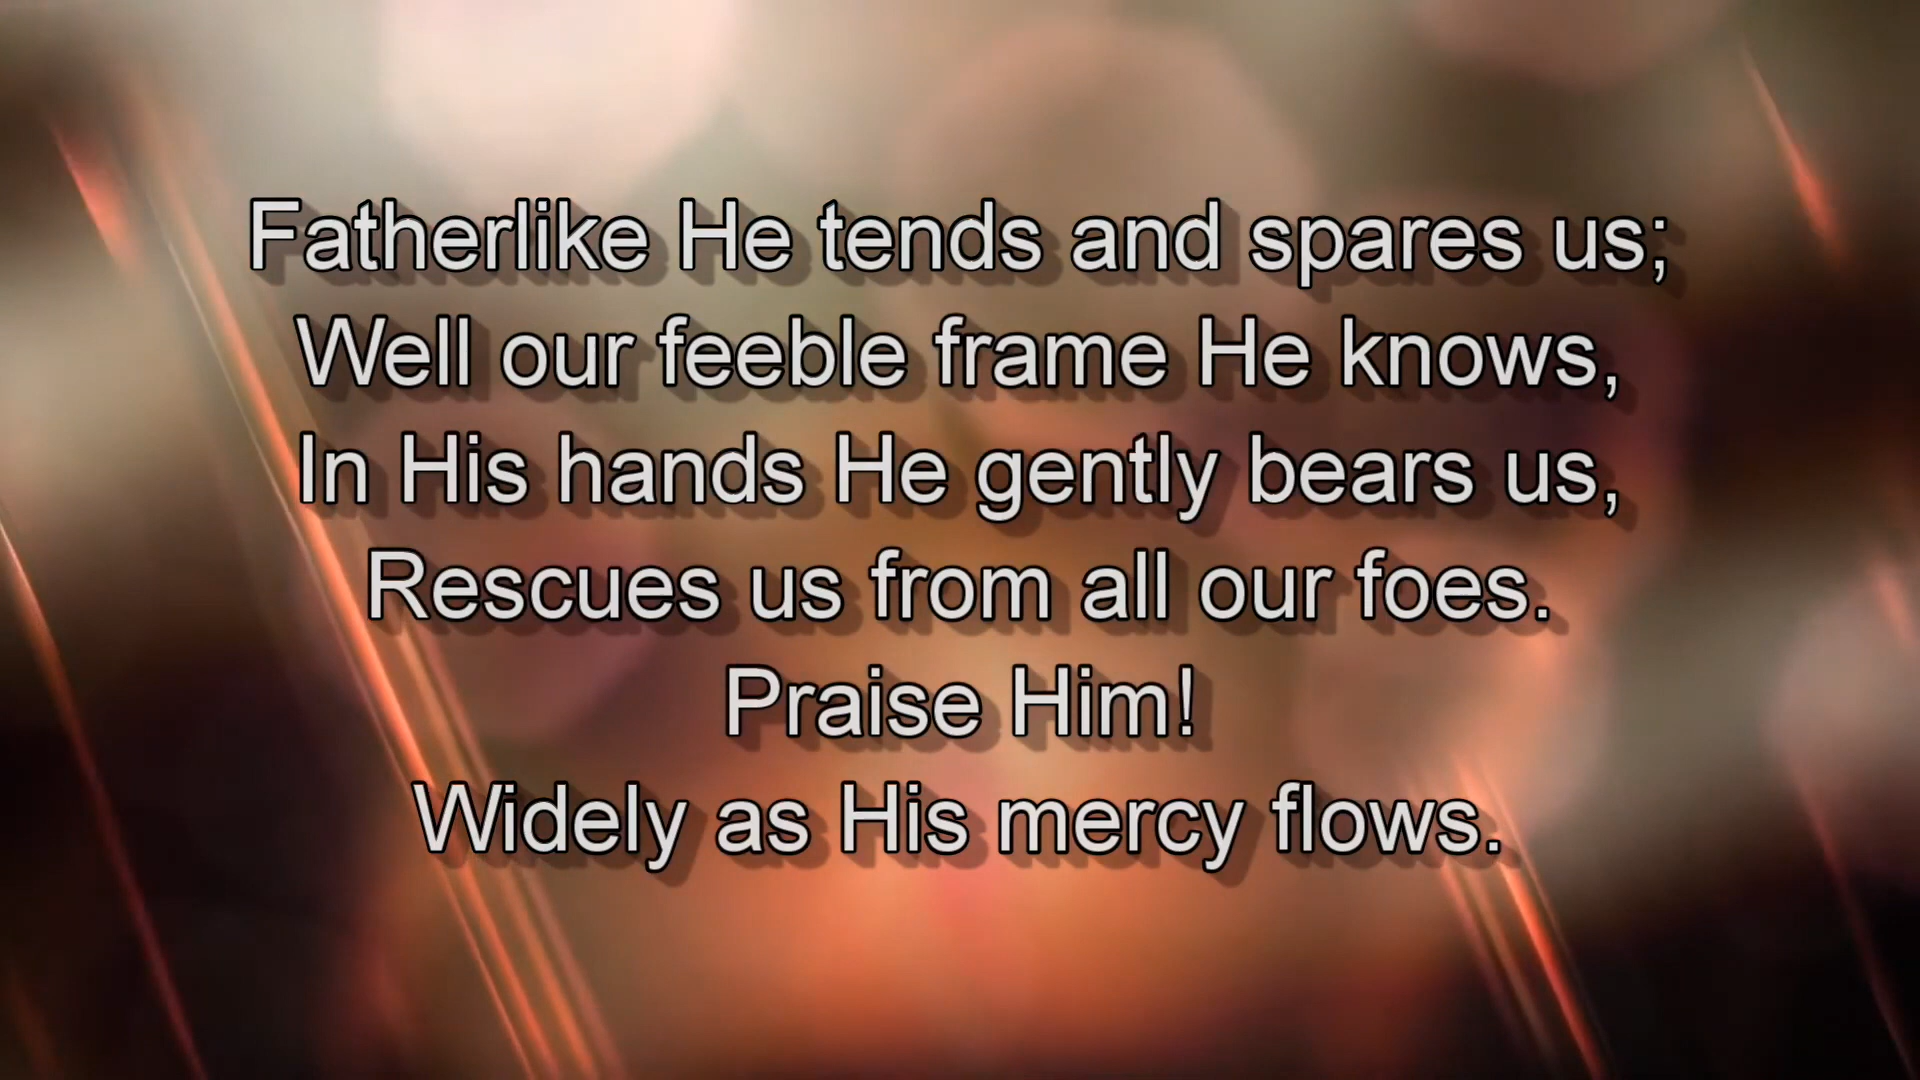 Fatherlike He tends and spares us;
Well our feeble frame He knows,
In His hands He gently bears us,
Rescues us from all our foes.
Praise Him!
Widely as His mercy flows.